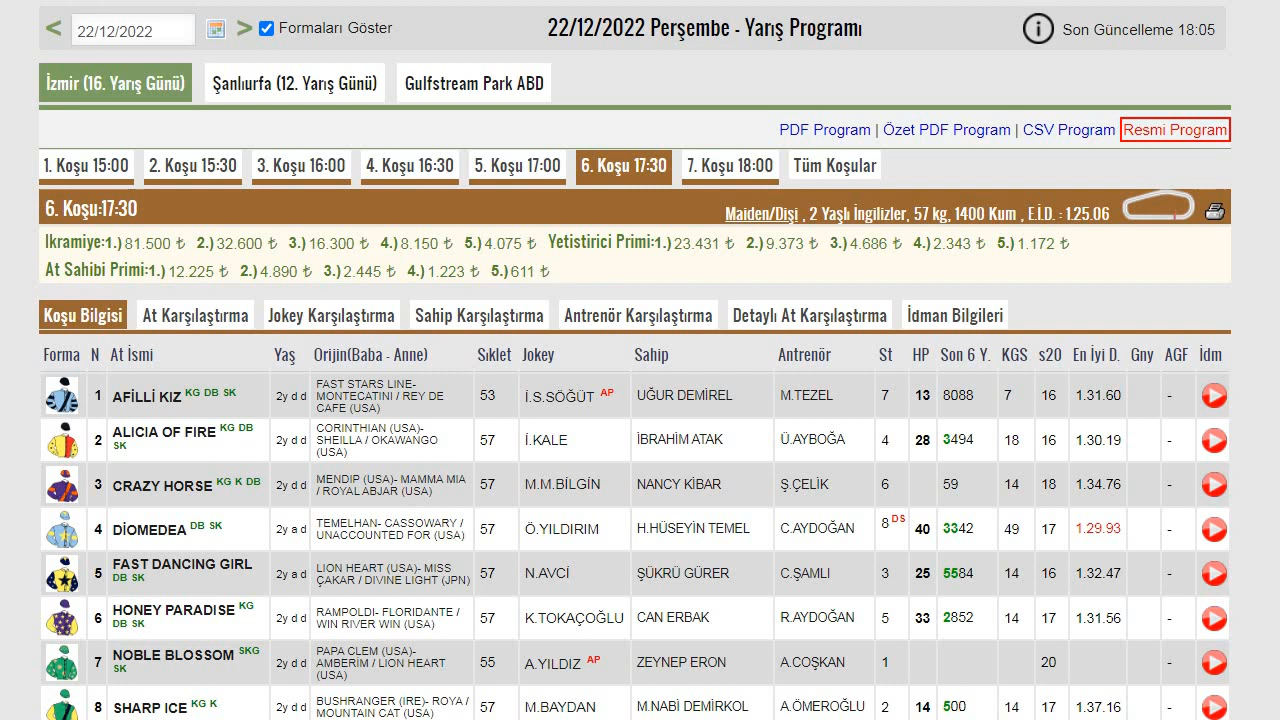 < 22/12/2022 > Formaları Göster 22/12/2022 Perşembe - Yarış Programı Son Güncelleme 18:05
İzmir (16. Yarış Günü) Şanlıurfa (12. Yarış Günü) Gulfstream Park ABD
PDF Program | Özet PDF Program | CSV Program Resmi Program
1. Koşu 15:00 2. Koşu 15:30 3. Koşu 16:00 4. Koşu 16:30 5. Koşu 17:00 6. Koşu 17:30 7. Koşu 18:00 Tüm Koşular
6. Koşu:17:30 Maiden/Dişi , 2 Yaşlı İngilizler, 57 kg, 1400 Kum , E.İ.D. : 1.25.06
Ikramiye:1.) 81.500 ₺ 2.) 32.600 ₺ 3.) 16.300 ₺ 4.) 8.150 ₺ 5.) 4.075 ₺ Yetistirici Primi:1.) 23.431 ₺ 2.) 9.373 ₺ 3.) 4.686 ₺ 4.) 2.343 ₺ 5.) 1.172 ₺
At Sahibi Primi:1.) 12.225 ₺ 2.) 4.890 ₺ 3.) 2.445 ₺ 4.) 1.223 ₺ 5.) 611 ₺
Koşu Bilgisi At Karşılaştırma Jokey Karşılaştırma Sahip Karşılaştırma Antrenör Karşılaştırma Detaylı At Karşılaştırma İdman Bilgileri
Forma N At İsmi Yaş Orijin(Baba - Anne) Sıklet Jokey Sahip Antrenör St HP Son 6 Y. KGS s20 En İyi D. Gny AGF İdm
1 AFİLLİ KIZ KG DB SK 2y d d FAST STARS LINE- MONTECATINI / REY DE CAFE (USA) 53 İ.S.SÖĞÜT AP UĞUR DEMİREL M.TEZEL 7 13 8088 7 16 1.31.60 -
2 ALICIA OF FIRE KG DB SK 2y d d CORINTHIAN (USA)- SHEILLA / OKAWANGO (USA) 57 İ.KALE İBRAHİM ATAK Ü.AYBOĞA 4 28 3494 18 16 1.30.19 -
3 CRAZY HORSE KG K DB 2y d d MENDIP (USA)- MAMMA MIA / ROYAL ABJAR (USA) 57 M.M.BİLGİN NANCY KİBAR Ş.ÇELİK 6 59 14 18 1.34.76 -
4 DİOMEDEA DB SK 2y a d TEMELHAN- CASSOWARY / UNACCOUNTED FOR (USA) 57 Ö.YILDIRIM H.HÜSEYİN TEMEL C.AYDOĞAN 8 DS 40 3342 49 17 1.29.93 -
5 FAST DANCING GIRL DB SK 2y a d LION HEART (USA)- MISS ÇAKAR / DIVINE LIGHT (JPN) 57 N.AVCİ ŞÜKRÜ GÜRER C.ŞAMLI 3 25 5584 14 16 1.32.47 -
6 HONEY PARADISE KG DB SK 2y d d RAMPOLDI- FLORIDANTE / WIN RIVER WIN (USA) 57 K.TOKAÇOĞLU CAN ERBAK R.AYDOĞAN 5 33 2852 14 17 1.31.56 -
7 NOBLE BLOSSOM SKG SK 2y d d PAPA CLEM (USA)- AMBERİM / LION HEART (USA) 55 A.YILDIZ AP ZEYNEP ERON A.COŞKAN 1 20 -
8 SHARP ICE KG K 2y d d BUSHRANGER (IRE)- ROYA / MOUNTAIN CAT (USA) 57 M.BAYDAN M.NABİ DEMİRKOL A.ÖMEROĞLU 2 14 500 14 17 1.37.16 -